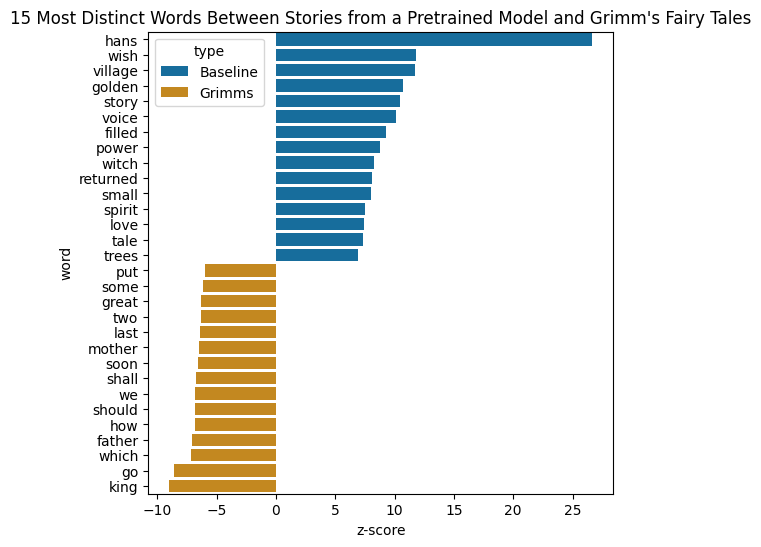 15 Most Distinct Words Between Stories from a Pretrained Model and Grimm's Fairy Tales
type
Baseline
Grimms
word
hans
wish
village
golden
story
voice
filled
power
witch
returned
small
spirit
love
tale
trees
put
some
great
two
last
mother
soon
shall
we
should
how
father
which
go
king
−10 −5 0 5 10 15 20 25
z-score